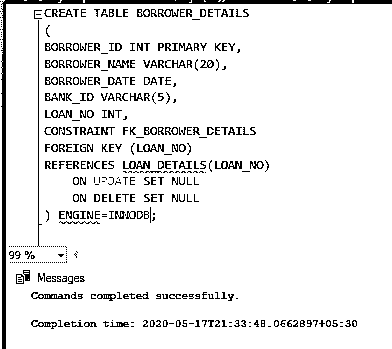 CREATE TABLE BORROWER_DETAILS
(
BORROWER_ID INT PRIMARY KEY,
BORROWER_NAME VARCHAR(20),
BORROWER_DATE DATE,
BANK_ID VARCHAR(5),
LOAN_NO INT,
CONSTRAINT FK_BORROWER_DETAILS
FOREIGN KEY (LOAN_NO)
REFERENCES LOAN_DETAILS(LOAN_NO)
ON UPDATE SET NULL
ON DELETE SET NULL
) ENGINE=INNODB;
99 %
Messages
Commands completed successfully.
Completion time: 2020-05-17T21:33:48.0662897+05:30